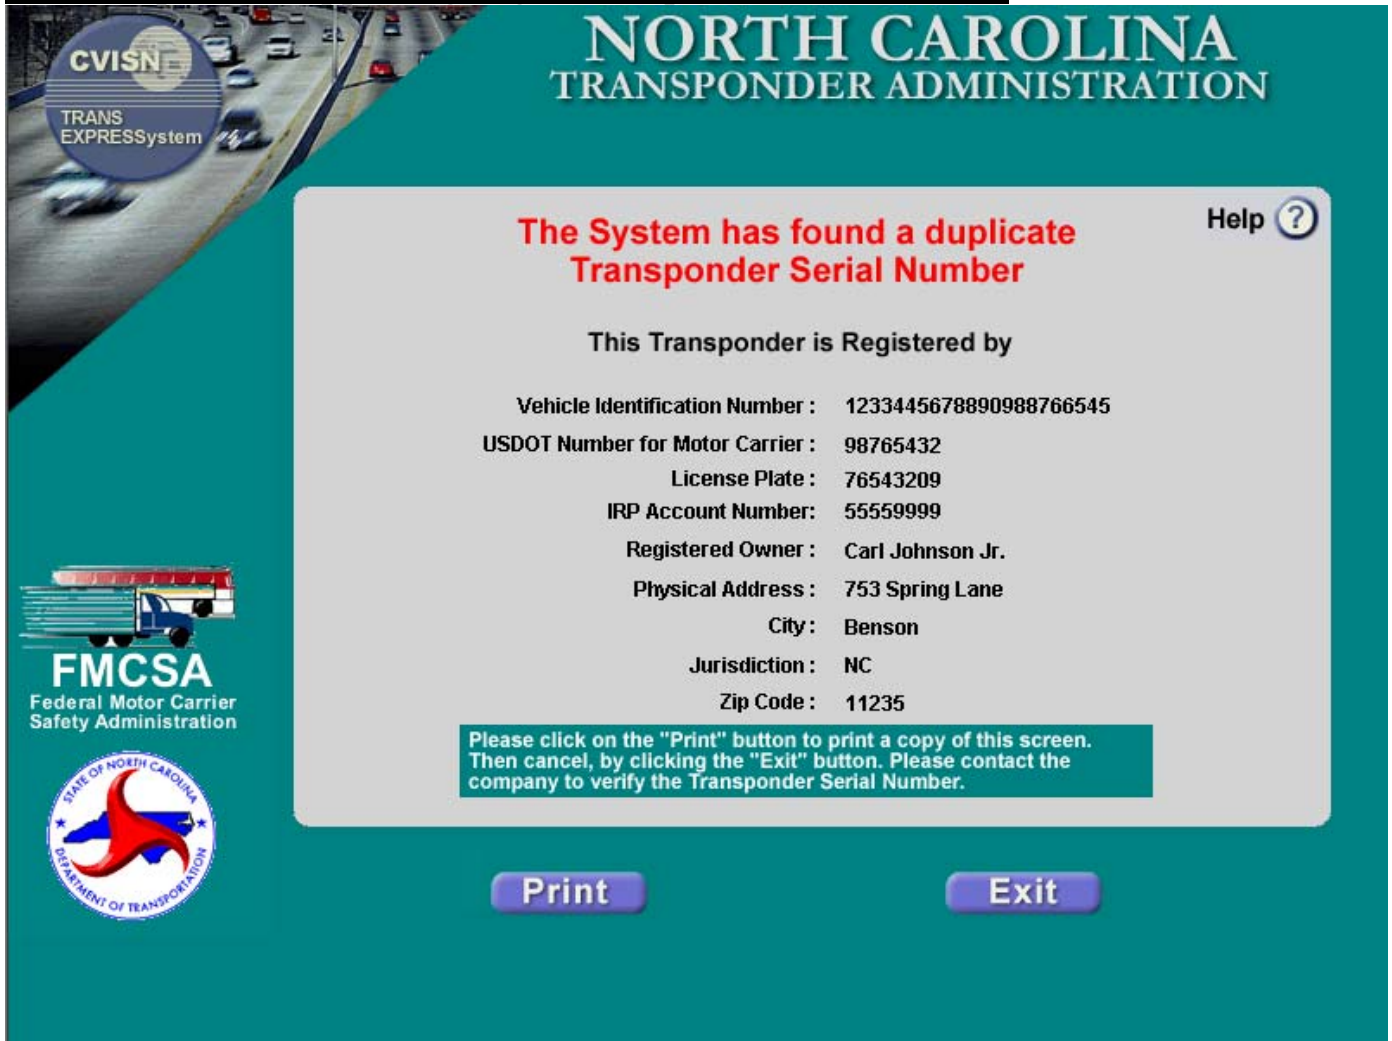 CVISN
TRANS
EXPRESSystem
NORTH CAROLINA
TRANSPONDER ADMINISTRATION
Help ?
The System has found a duplicate
Transponder Serial Number
This Transponder is Registered by
Vehicle Identification Number : 1233445678890988766545
USDOT Number for Motor Carrier : 98765432
License Plate : 76543209
IRP Account Number: 55559999
Registered Owner : Carl Johnson Jr.
Physical Address : 753 Spring Lane
City : Benson
Jurisdiction : NC
Zip Code : 11235
Please click on the "Print" button to print a copy of this screen.
Then cancel, by clicking the "Exit" button. Please contact the
company to verify the Transponder Serial Number.
FMCSA
Federal Motor Carrier
Safety Administration
STATE OF NORTH CAROLINA
DEPARTMENT OF TRANSPORTATION
Print
Exit